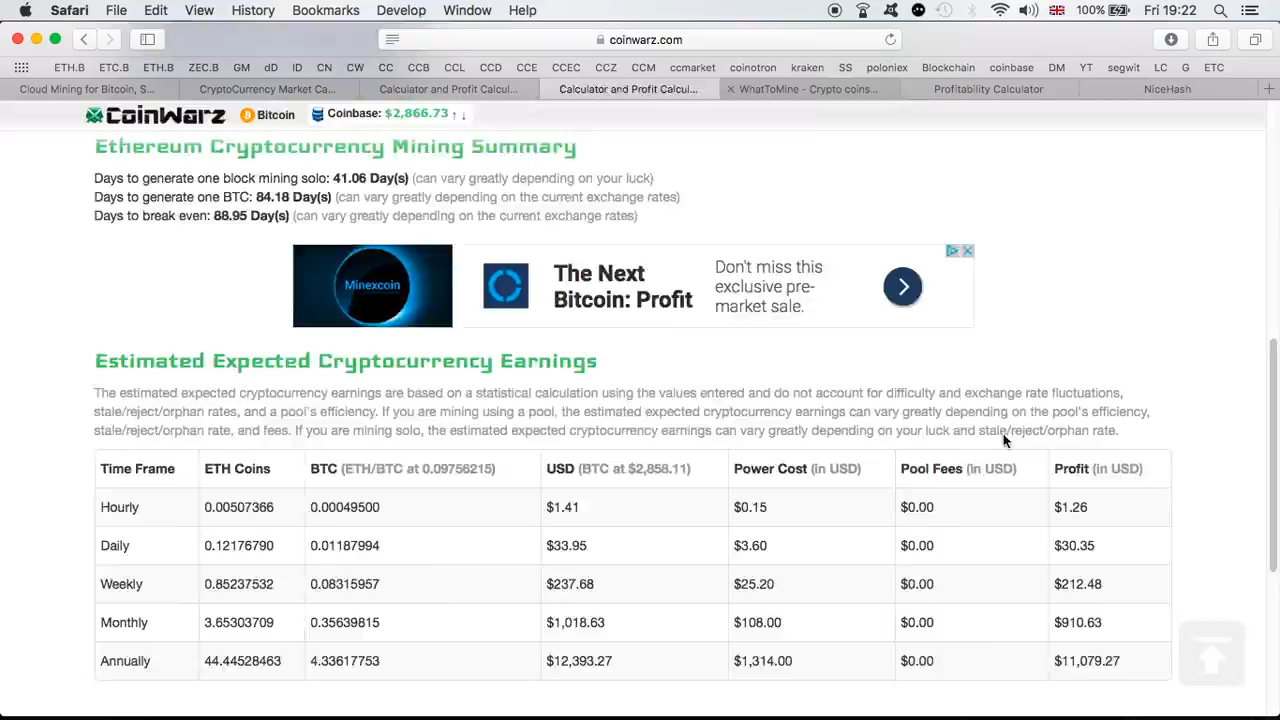 Safari File Edit View History Bookmarks Develop Window Help 100% Fri 19:22
coinwarz.com
ETH.B ETC.B ETH.B ZEC.B GM dD ID CN CW CC CCB CCL CCD CCE CCEC CCZ CCM ccmarket coinotron kraken SS poloniex Blockchain coinbase DM YT segwit LC G ETC
Cloud Mining for Bitcoin, S... CryptoCurrency Market Ca... Calculator and Profit Calcul... Calculator and Profit Calcul... WhatToMine - Crypto coins... Profitability Calculator NiceHash
CoinWarz Bitcoin Coinbase: $2,866.73 ↑ ↓
Ethereum Cryptocurrency Mining Summary
Days to generate one block mining solo: 41.06 Day(s) (can vary greatly depending on your luck)
Days to generate one BTC: 84.18 Day(s) (can vary greatly depending on the current exchange rates)
Days to break even: 88.95 Day(s) (can vary greatly depending on the current exchange rates)
Minexcoin
The Next
Bitcoin: Profit
Don't miss this
exclusive pre-
market sale.
Estimated Expected Cryptocurrency Earnings
The estimated expected cryptocurrency earnings are based on a statistical calculation using the values entered and do not account for difficulty and exchange rate fluctuations,
stale/reject/orphan rates, and a pool's efficiency. If you are mining using a pool, the estimated expected cryptocurrency earnings can vary greatly depending on the pool's efficiency,
stale/reject/orphan rate, and fees. If you are mining solo, the estimated expected cryptocurrency earnings can vary greatly depending on your luck and stale/reject/orphan rate.
Time Frame ETH Coins BTC (ETH/BTC at 0.09756215) USD (BTC at $2,858.11) Power Cost (in USD) Pool Fees (in USD) Profit (in USD)
Hourly 0.00507366 0.00049500 $1.41 $0.15 $0.00 $1.26
Daily 0.12176790 0.01187994 $33.95 $3.60 $0.00 $30.35
Weekly 0.85237532 0.08315957 $237.68 $25.20 $0.00 $212.48
Monthly 3.65303709 0.35639815 $1,018.63 $108.00 $0.00 $910.63
Annually 44.44528463 4.33617753 $12,393.27 $1,314.00 $0.00 $11,079.27